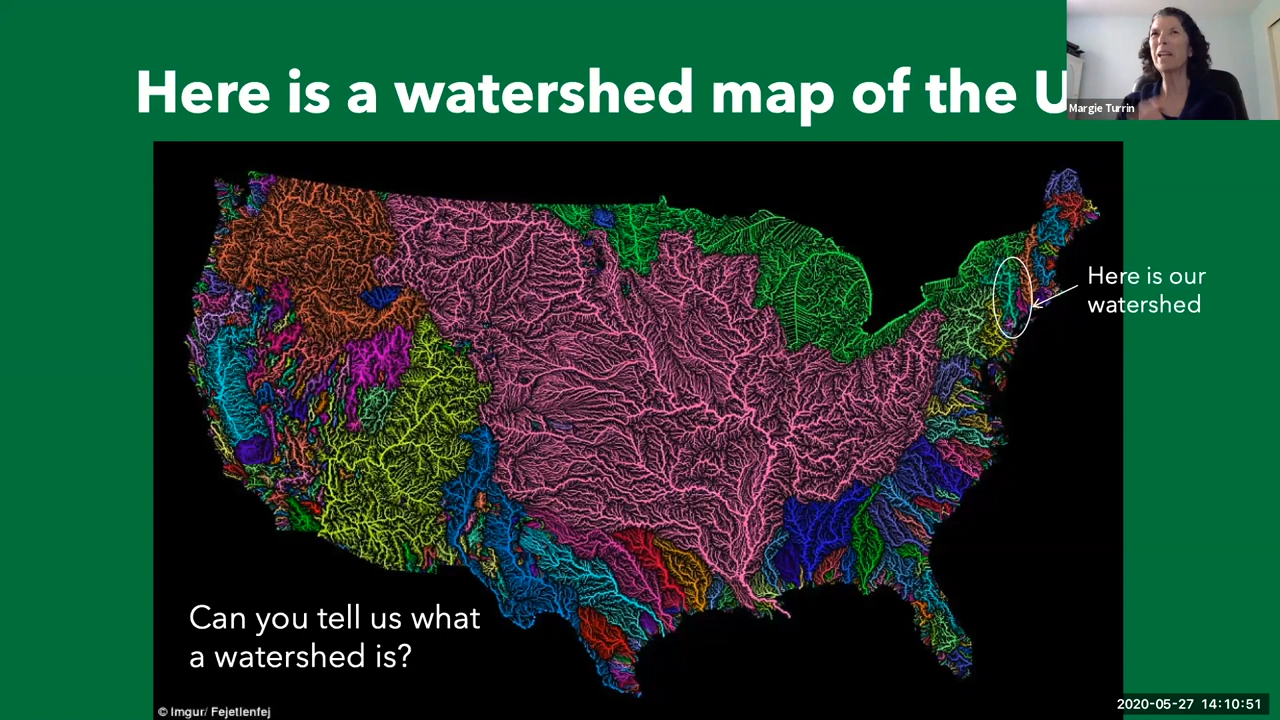 Here is a watershed map of the U
Margie Turrin
Here is our
watershed
Can you tell us what
a watershed is?
© Imgur/ Fejetlenfej
2020-05-27 14:10:51